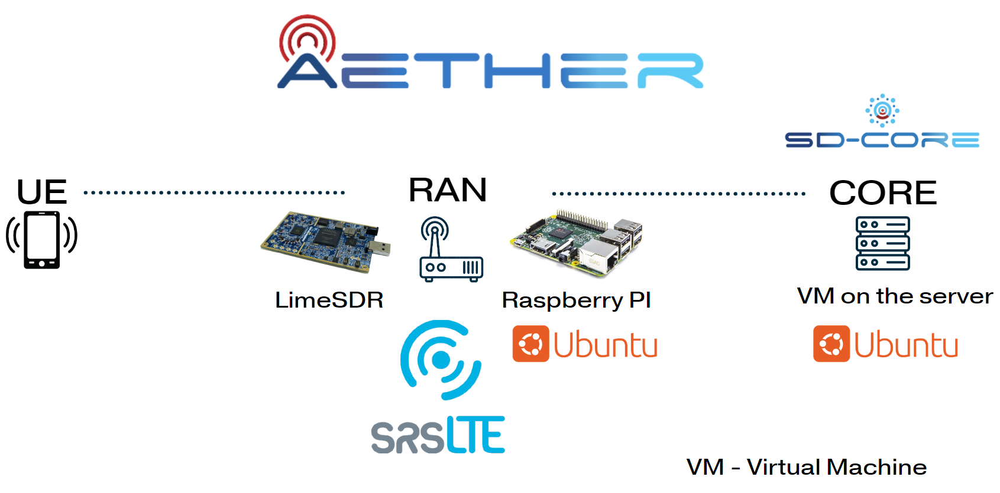 AETHER
SD-CORE
UE
RAN
CORE
LimeSDR
Raspberry PI
VM on the server
Ubuntu
Ubuntu
SRSLTE
VM - Virtual Machine